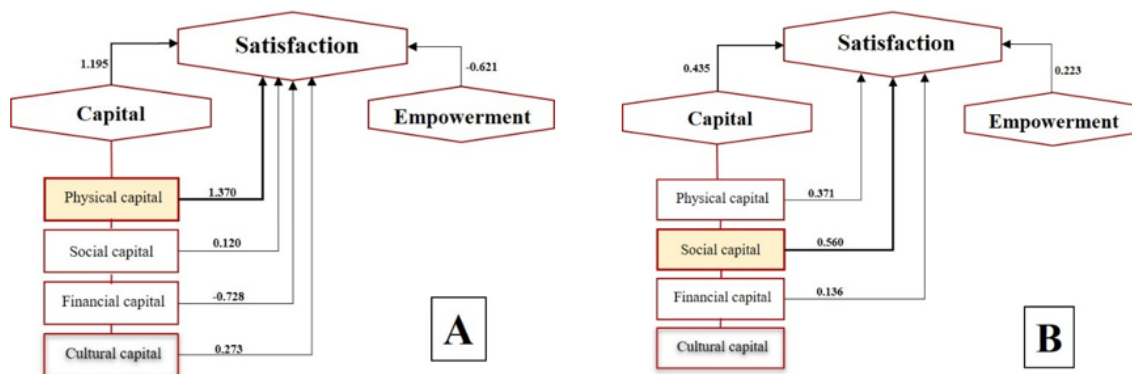 Satisfaction
1.195
-0.621
Capital
Empowerment
Physical capital
1.370
Social capital
0.120
Financial capital
-0.728
Cultural capital
0.273
A
Satisfaction
0.435
0.223
Capital
Empowerment
Physical capital
0.371
Social capital
0.560
Financial capital
0.136
Cultural capital
B